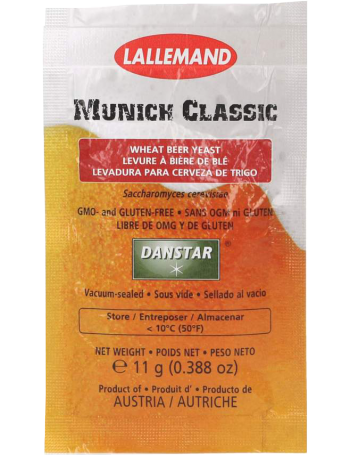 LALLEMAND
MUNICH CLASSIC
WHEAT BEER YEAST
LEVURE À BIÈRE DE BLÉ
LEVADURA PARA CERVEZA DE TRIGO
Saccharomyces cerevisiae
GMO- and GLUTEN-FREE • SANS OGM ni GLUTEN
LIBRE DE OMG Y DE GLUTEN
DANSTAR ®
Vacuum-sealed • Sous vide • Sellado al vacio
Store / Entreposer / Almacenar
< 10°C (50°F)
NET WEIGHT • POIDS NET • PESO NETO
℮ 11 g (0.388 oz)
Product of • Produit d' • Producto de
AUSTRIA / AUTRICHE